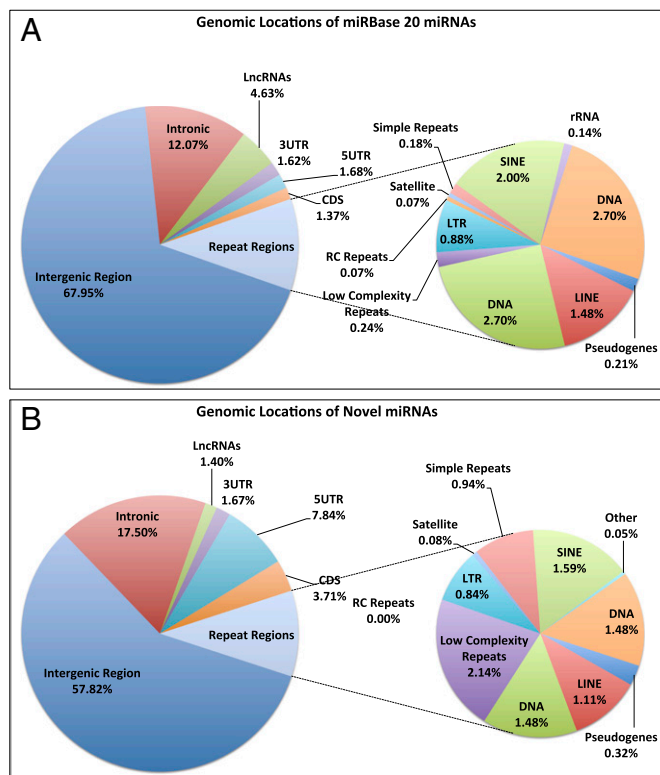 A
Genomic Locations of miRBase 20 miRNAs
LncRNAs
4.63%
Intronic
12.07%
3UTR
1.62%
5UTR
1.68%
CDS
1.37%
Repeat Regions
Intergenic Region
67.95%
Simple Repeats
0.18%
Satellite
0.07%
RC Repeats
0.07%
Low Complexity
Repeats
0.24%
LTR
0.88%
SINE
2.00%
rRNA
0.14%
DNA
2.70%
DNA
2.70%
LINE
1.48%
Pseudogenes
0.21%
B
Genomic Locations of Novel miRNAs
LncRNAs
1.40%
3UTR
1.67%
5UTR
7.84%
Intronic
17.50%
CDS
3.71%
Repeat Regions
Intergenic Region
57.82%
Simple Repeats
0.94%
Satellite
0.08%
RC Repeats
0.00%
LTR
0.84%
Low Complexity
Repeats
2.14%
SINE
1.59%
Other
0.05%
DNA
1.48%
DNA
1.48%
LINE
1.11%
Pseudogenes
0.32%